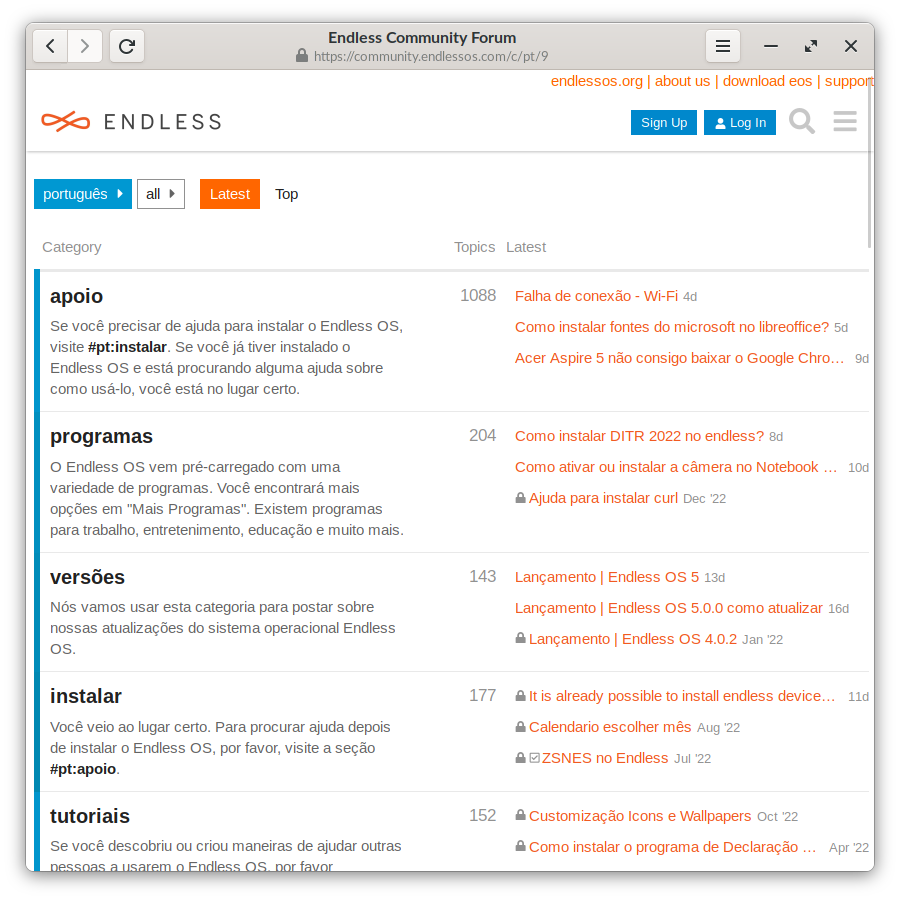 Endless Community Forum
https://community.endlessos.com/c/pt/9
endlessos.org | about us | download eos | support
ENDLESS
Sign Up
Log In
português
all
Latest
Top
Category
Topics
Latest
apoio
1088
Se você precisar de ajuda para instalar o Endless OS,
visite #pt:instalar. Se você já tiver instalado o
Endless OS e está procurando alguma ajuda sobre
como usá-lo, você está no lugar certo.
Falha de conexão - Wi-Fi 4d
Como instalar fontes do microsoft no libreoffice? 5d
Acer Aspire 5 não consigo baixar o Google Chro… 9d
programas
204
O Endless OS vem pré-carregado com uma
variedade de programas. Você encontrará mais
opções em "Mais Programas". Existem programas
para trabalho, entretenimento, educação e muito mais.
Como instalar DITR 2022 no endless? 8d
Como ativar ou instalar a câmera no Notebook … 10d
Ajuda para instalar curl Dec '22
versões
143
Nós vamos usar esta categoria para postar sobre
nossas atualizações do sistema operacional Endless
OS.
Lançamento | Endless OS 5 13d
Lançamento | Endless OS 5.0.0 como atualizar 16d
Lançamento | Endless OS 4.0.2 Jan '22
instalar
177
Você veio ao lugar certo. Para procurar ajuda depois
de instalar o Endless OS, por favor, visite a seção
#pt:apoio.
It is already possible to install endless device… 11d
Calendario escolher mês Aug '22
ZSNES no Endless Jul '22
tutoriais
152
Se você descobriu ou criou maneiras de ajudar outras
pessoas a usarem o Endless OS, por favor
Customização Icons e Wallpapers Oct '22
Como instalar o programa de Declaração … Apr '22